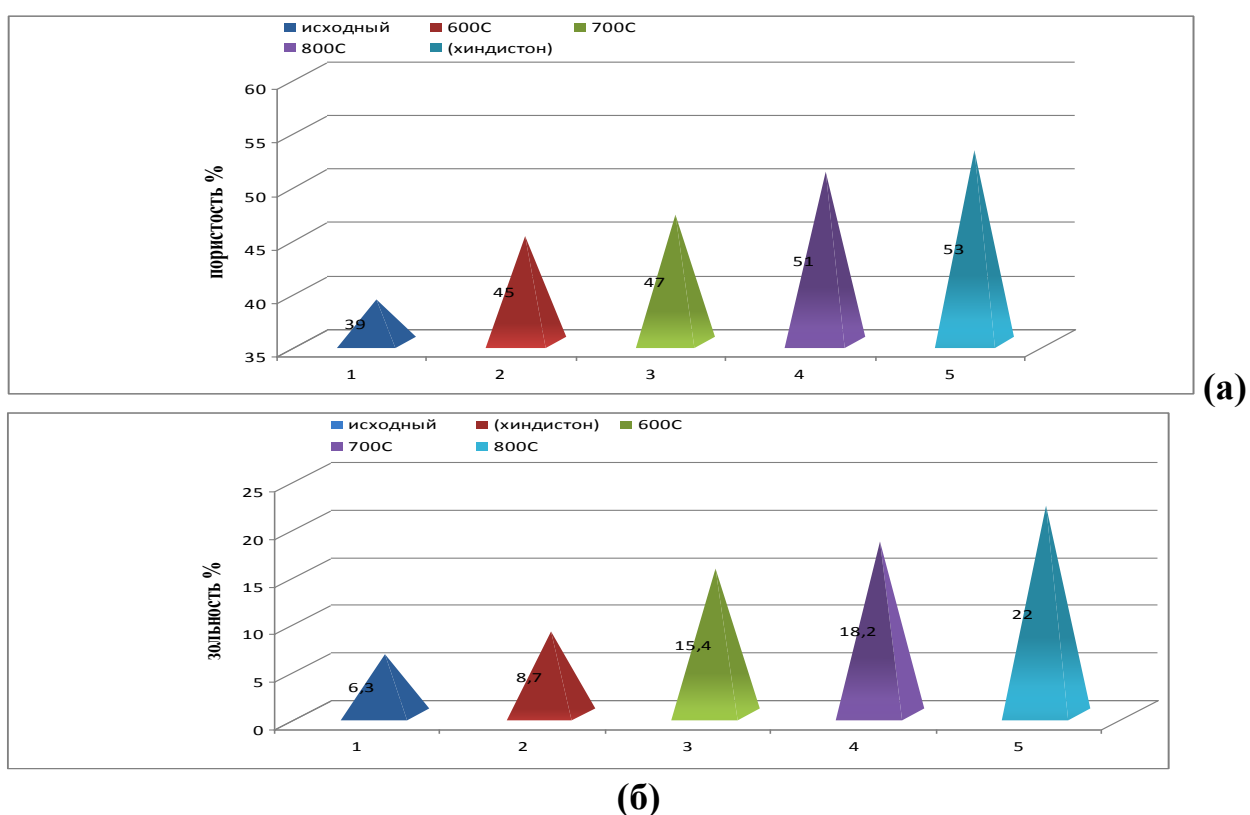 исходный 600С 700С
800С (хиндистон)
60
55
50
45
40
35
пористость %
39
45
47
51
53
1 2 3 4 5
(а)
исходный (хиндистон) 600С
700С 800С
25
20
15
10
5
0
зольность %
6,3
8,7
15,4
18,2
22
1 2 3 4 5
(б)